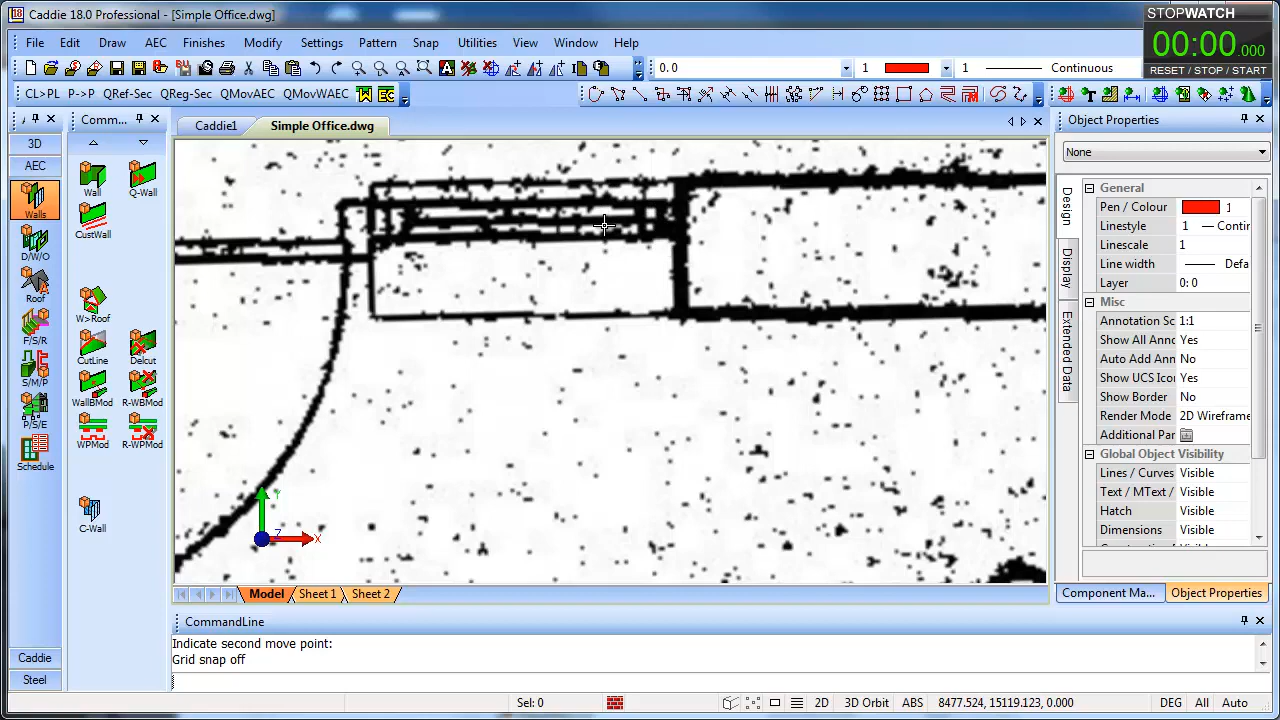 Caddie 18.0 Professional - [Simple Office.dwg]
STOPWATCH
00:00.000
RESET / STOP / START
File Edit Draw AEC Finishes Modify Settings Pattern Snap Utilities View Window Help
0. 0
1
1
Continuous
CL>PL P->P QRef-Sec QReg-Sec QMovAEC QMovWAEC
EC
Comm...
3D
AEC
Walls
D/W/O
Roof
F/S/R
S/M/P
P/S/E
Schedule
Caddie
Steel
Wall
Q-Wall
CustWall
W>Roof
CutLine
Delcut
WallBMod
R-WBMod
WPMod
R-WPMod
C-Wall
Caddie1
Simple Office.dwg
Y
Z
X
Model
Sheet 1
Sheet 2
Object Properties
None
Design
Display
Extended Data
General
Pen / Colour 1
Linestyle 1 Contir
Linescale 1
Line width Defa
Layer 0: 0
Misc
Annotation Sc 1:1
Show All Ann Yes
Auto Add Ann No
Show UCS Ico Yes
Show Border No
Render Mode 2D Wireframe
Additional Par
Global Object Visibility
Lines / Curves Visible
Text / MText / Visible
Hatch Visible
Dimensions Visible
Component Ma...
Object Properties
CommandLine
Indicate second move point:
Grid snap off
Sel: 0
2D
3D Orbit
ABS
8477.524, 15119.123, 0.000
DEG
All
Auto